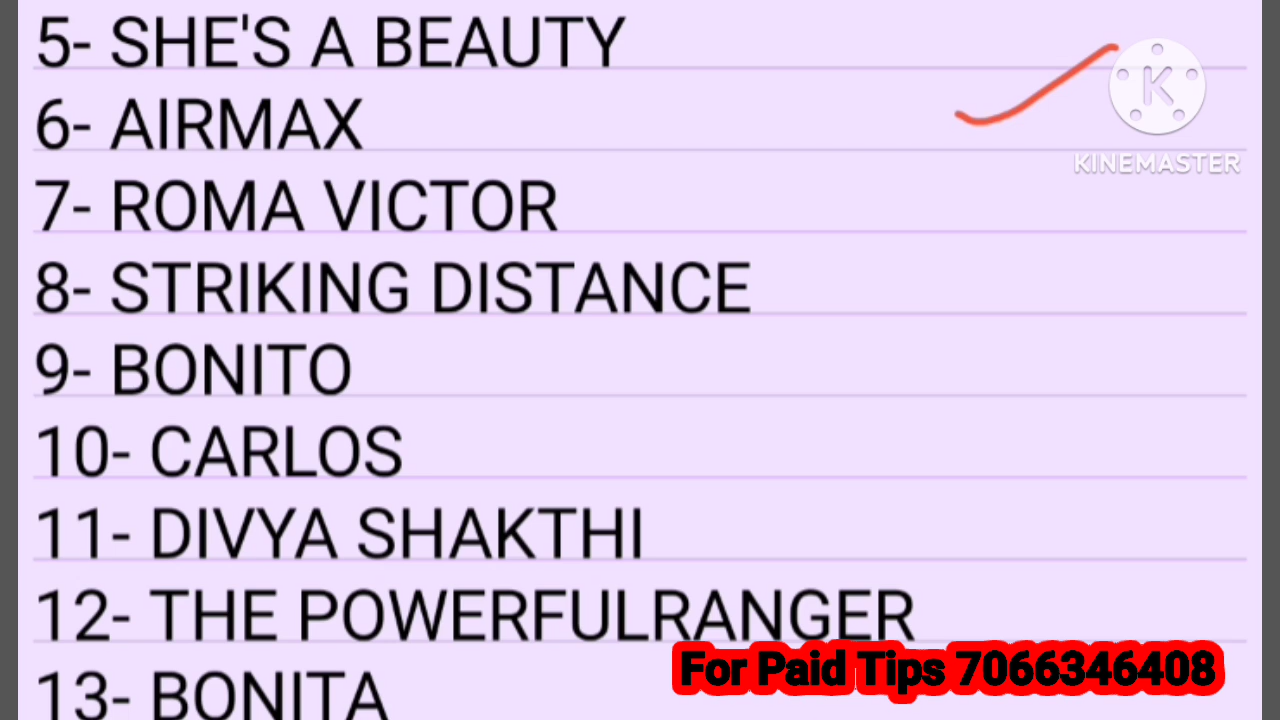 5- SHE'S A BEAUTY
6- AIRMAX
7- ROMA VICTOR
8- STRIKING DISTANCE
9- BONITO
10- CARLOS
11- DIVYA SHAKTHI
12- THE POWERFULRANGER
13- BONITA
K
KINEMASTER
For Paid Tips 7066346408